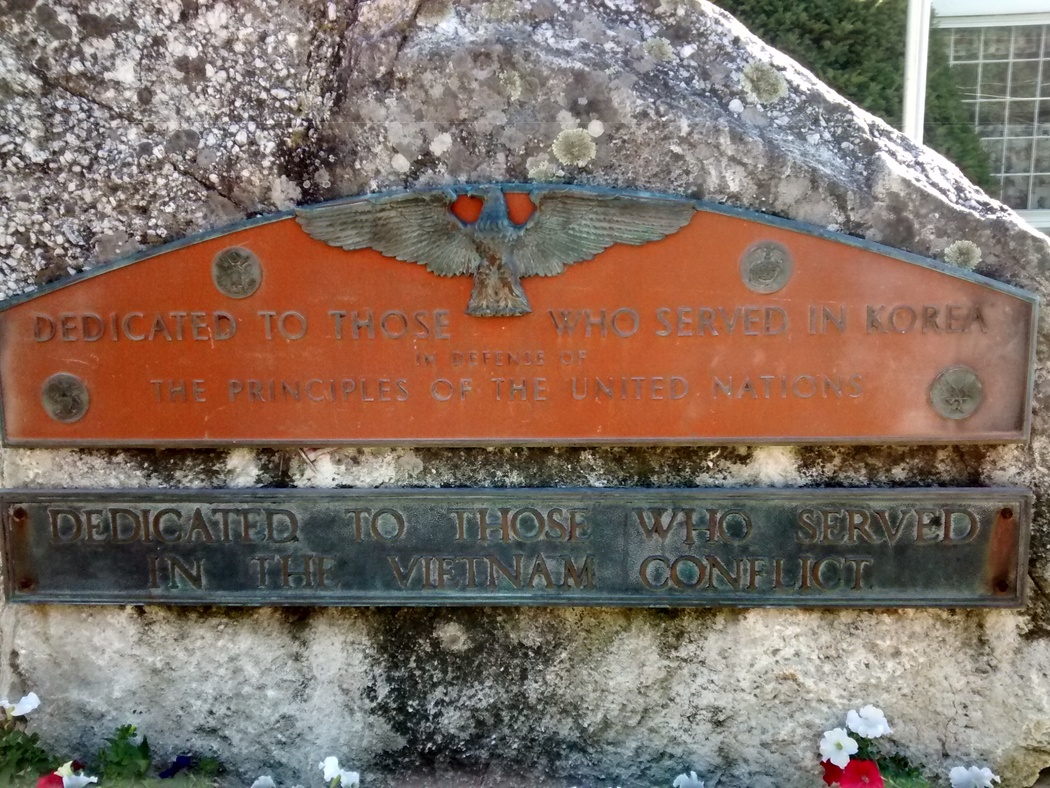 DEDICATED TO THOSE WHO SERVED IN KOREA
IN DEFENSE OF
THE PRINCIPLES OF THE UNITED NATIONS
DEDICATED TO THOSE WHO SERVED
IN THE VIETNAM CONFLICT